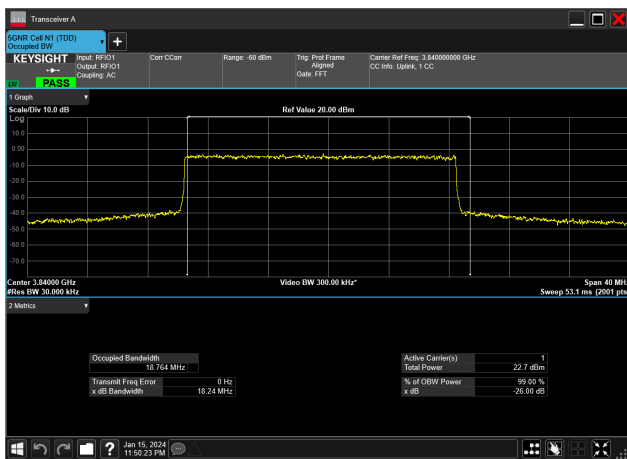 Transceiver A
5GNR Cell N1 (TDD)
Occupied BW
KEYSIGHT
LXI
PASS
Input: RFIO1
Output: RFIO1
Coupling: AC
Corr CCorr
Range: -60 dBm
Trig: Prot Frame
Aligned
Gate: FFT
Carrier Ref Freq: 3.840000000 GHz
CC Info: Uplink, 1 CC
1 Graph
Scale/Div 10.0 dB
Ref Value 20.00 dBm
Log
10.0
0.00
-10.0
-20.0
-30.0
-40.0
-50.0
-60.0
-70.0
Center 3.84000 GHz
Video BW 300.00 kHz*
Span 40 MHz
#Res BW 30.000 kHz
Sweep 53.1 ms (2001 pts
2 Metrics
Occupied Bandwidth
18.764 MHz
Transmit Freq Error 0 Hz
x dB Bandwidth 18.24 MHz
Active Carrier(s) 1
Total Power 22.7 dBm
% of OBW Power 99.00 %
x dB -26.00 dB
Jan 15, 2024
11:50:23 PM